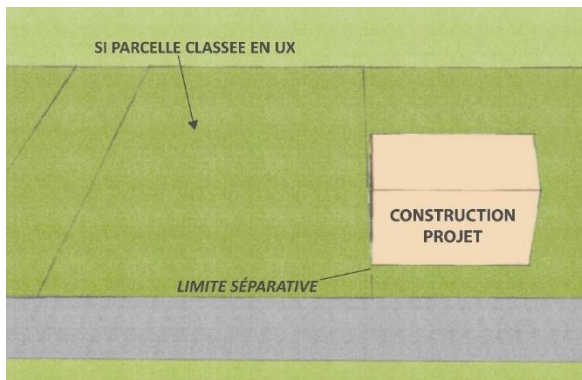 SI PARCELLE CLASSEE EN UX
CONSTRUCTION
PROJET
LIMITE SÉPARATIVE